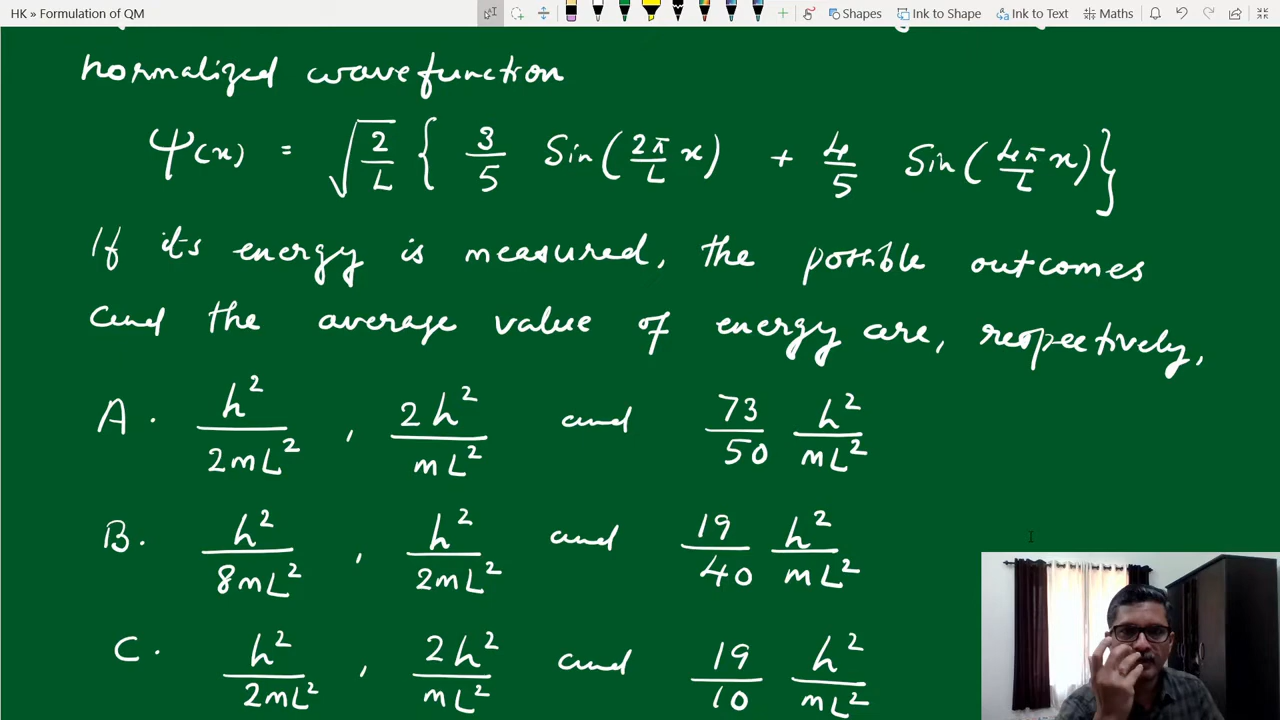 HK » Formulation of QM
Shapes Ink to Shape Ink to Text Maths
normalized wavefunction
Ψ(x) = √(2/L) { 3/5 Sin(2π/L x) + 4/5 Sin(4π/L x)}
If its energy is measured, the possible outcomes
and the average value of energy are, respectively,
A. h²/2mL² , 2h²/mL² and 73/50 h²/mL²
B. h²/8mL² , h²/2mL² and 19/40 h²/mL²
C. h²/2mL² , 2h²/mL² and 19/10 h²/mL²